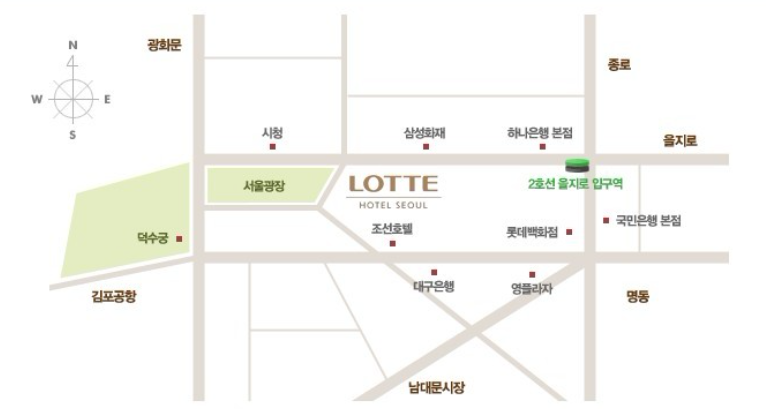 N
광화문
종로
W
E
S
시청
삼성화재
하나은행 본점
을지로
서울광장
LOTTE
HOTEL SEOUL
2호선 을지로 입구역
덕수궁
조선호텔
롯데백화점
국민은행 본점
김포공항
대구은행
영플라자
명동
남대문시장